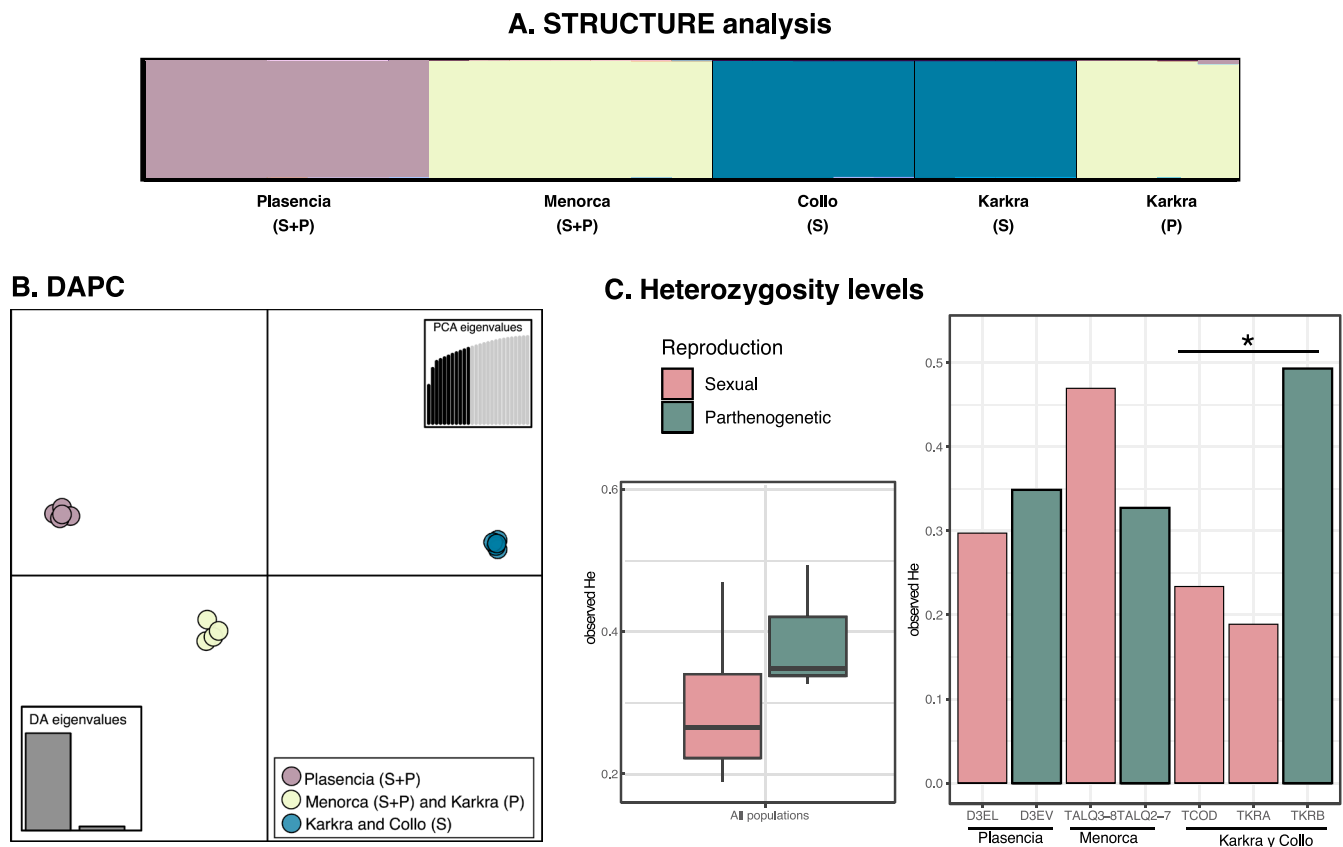 A. STRUCTURE analysis
Plasencia
(S+P)
Menorca
(S+P)
Collo
(S)
Karkra
(S)
Karkra
(P)
B. DAPC
PCA eigenvalues
DA eigenvalues
Plasencia (S+P)
Menorca (S+P) and Karkra (P)
Karkra and Collo (S)
C. Heterozygosity levels
Reproduction
Sexual
Parthenogenetic
observed He
0.6
0.4
0.2
All populations
observed He
0.5
0.4
0.3
0.2
0.1
0.0
*
D3EL D3EV TALQ3–8 TALQ2–7 TCOD TKRA TKRB
Plasencia Menorca Karkra y Collo